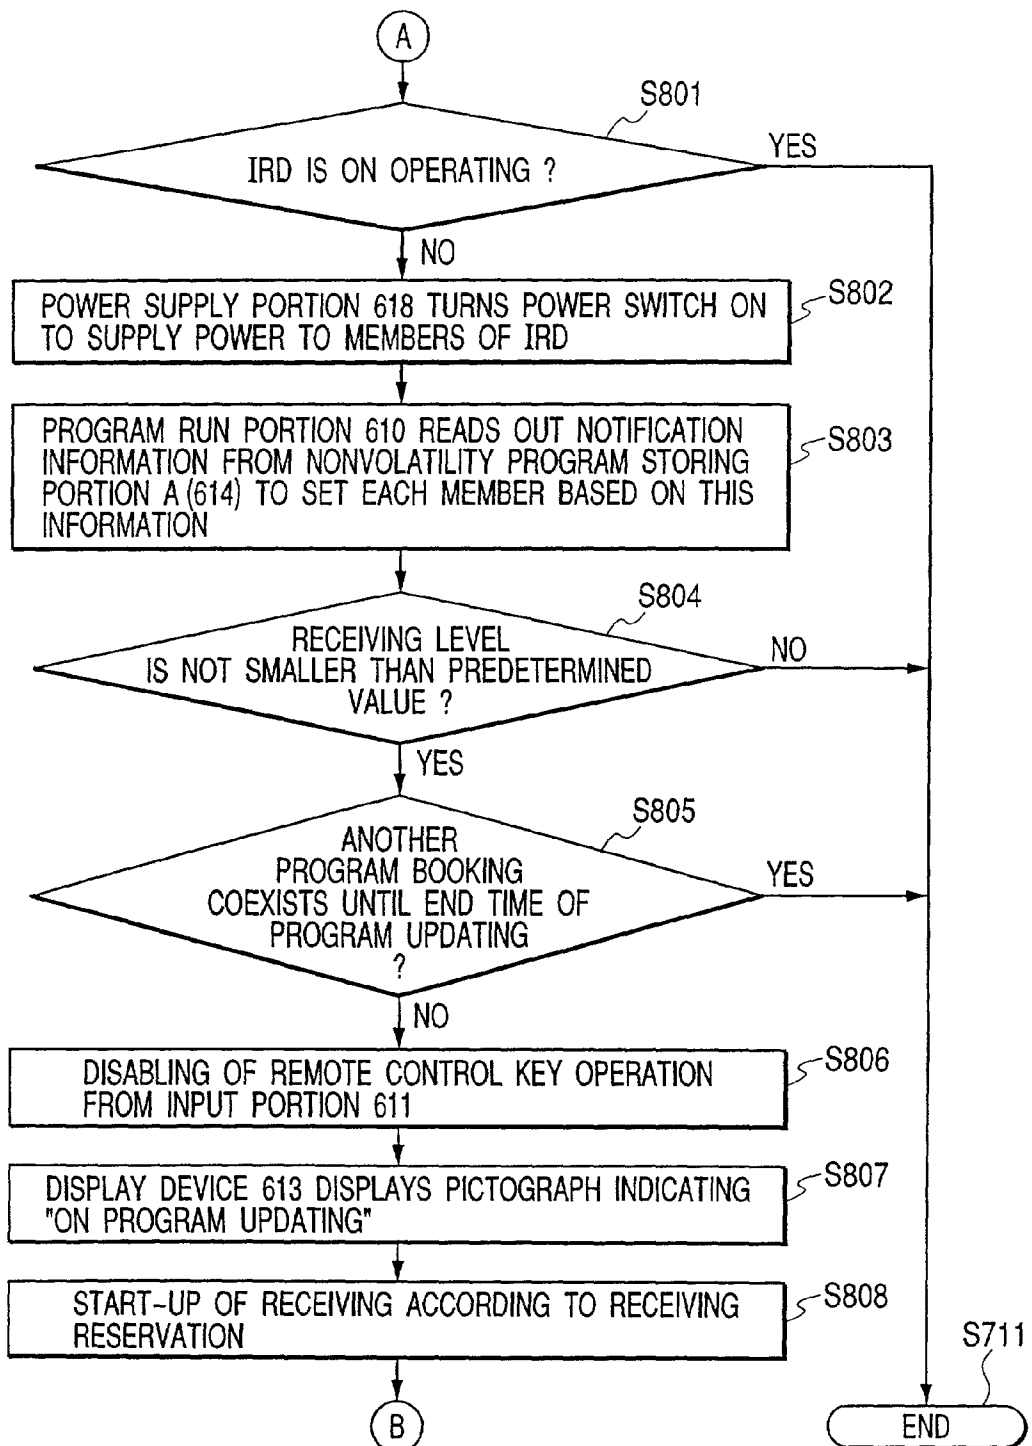 A
S801
IRD IS ON OPERATING ?
YES
NO
S802
POWER SUPPLY PORTION 618 TURNS POWER SWITCH ON
TO SUPPLY POWER TO MEMBERS OF IRD
S803
PROGRAM RUN PORTION 610 READS OUT NOTIFICATION
INFORMATION FROM NONVOLATILITY PROGRAM STORING
PORTION A (614) TO SET EACH MEMBER BASED ON THIS
INFORMATION
S804
RECEIVING LEVEL
IS NOT SMALLER THAN PREDETERMINED
VALUE ?
NO
YES
S805
ANOTHER
PROGRAM BOOKING
COEXISTS UNTIL END TIME OF
PROGRAM UPDATING
?
YES
NO
S806
DISABLING OF REMOTE CONTROL KEY OPERATION
FROM INPUT PORTION 611
S807
DISPLAY DEVICE 613 DISPLAYS PICTOGRAPH INDICATING
"ON PROGRAM UPDATING"
S808
START-UP OF RECEIVING ACCORDING TO RECEIVING
RESERVATION
S711
B
END